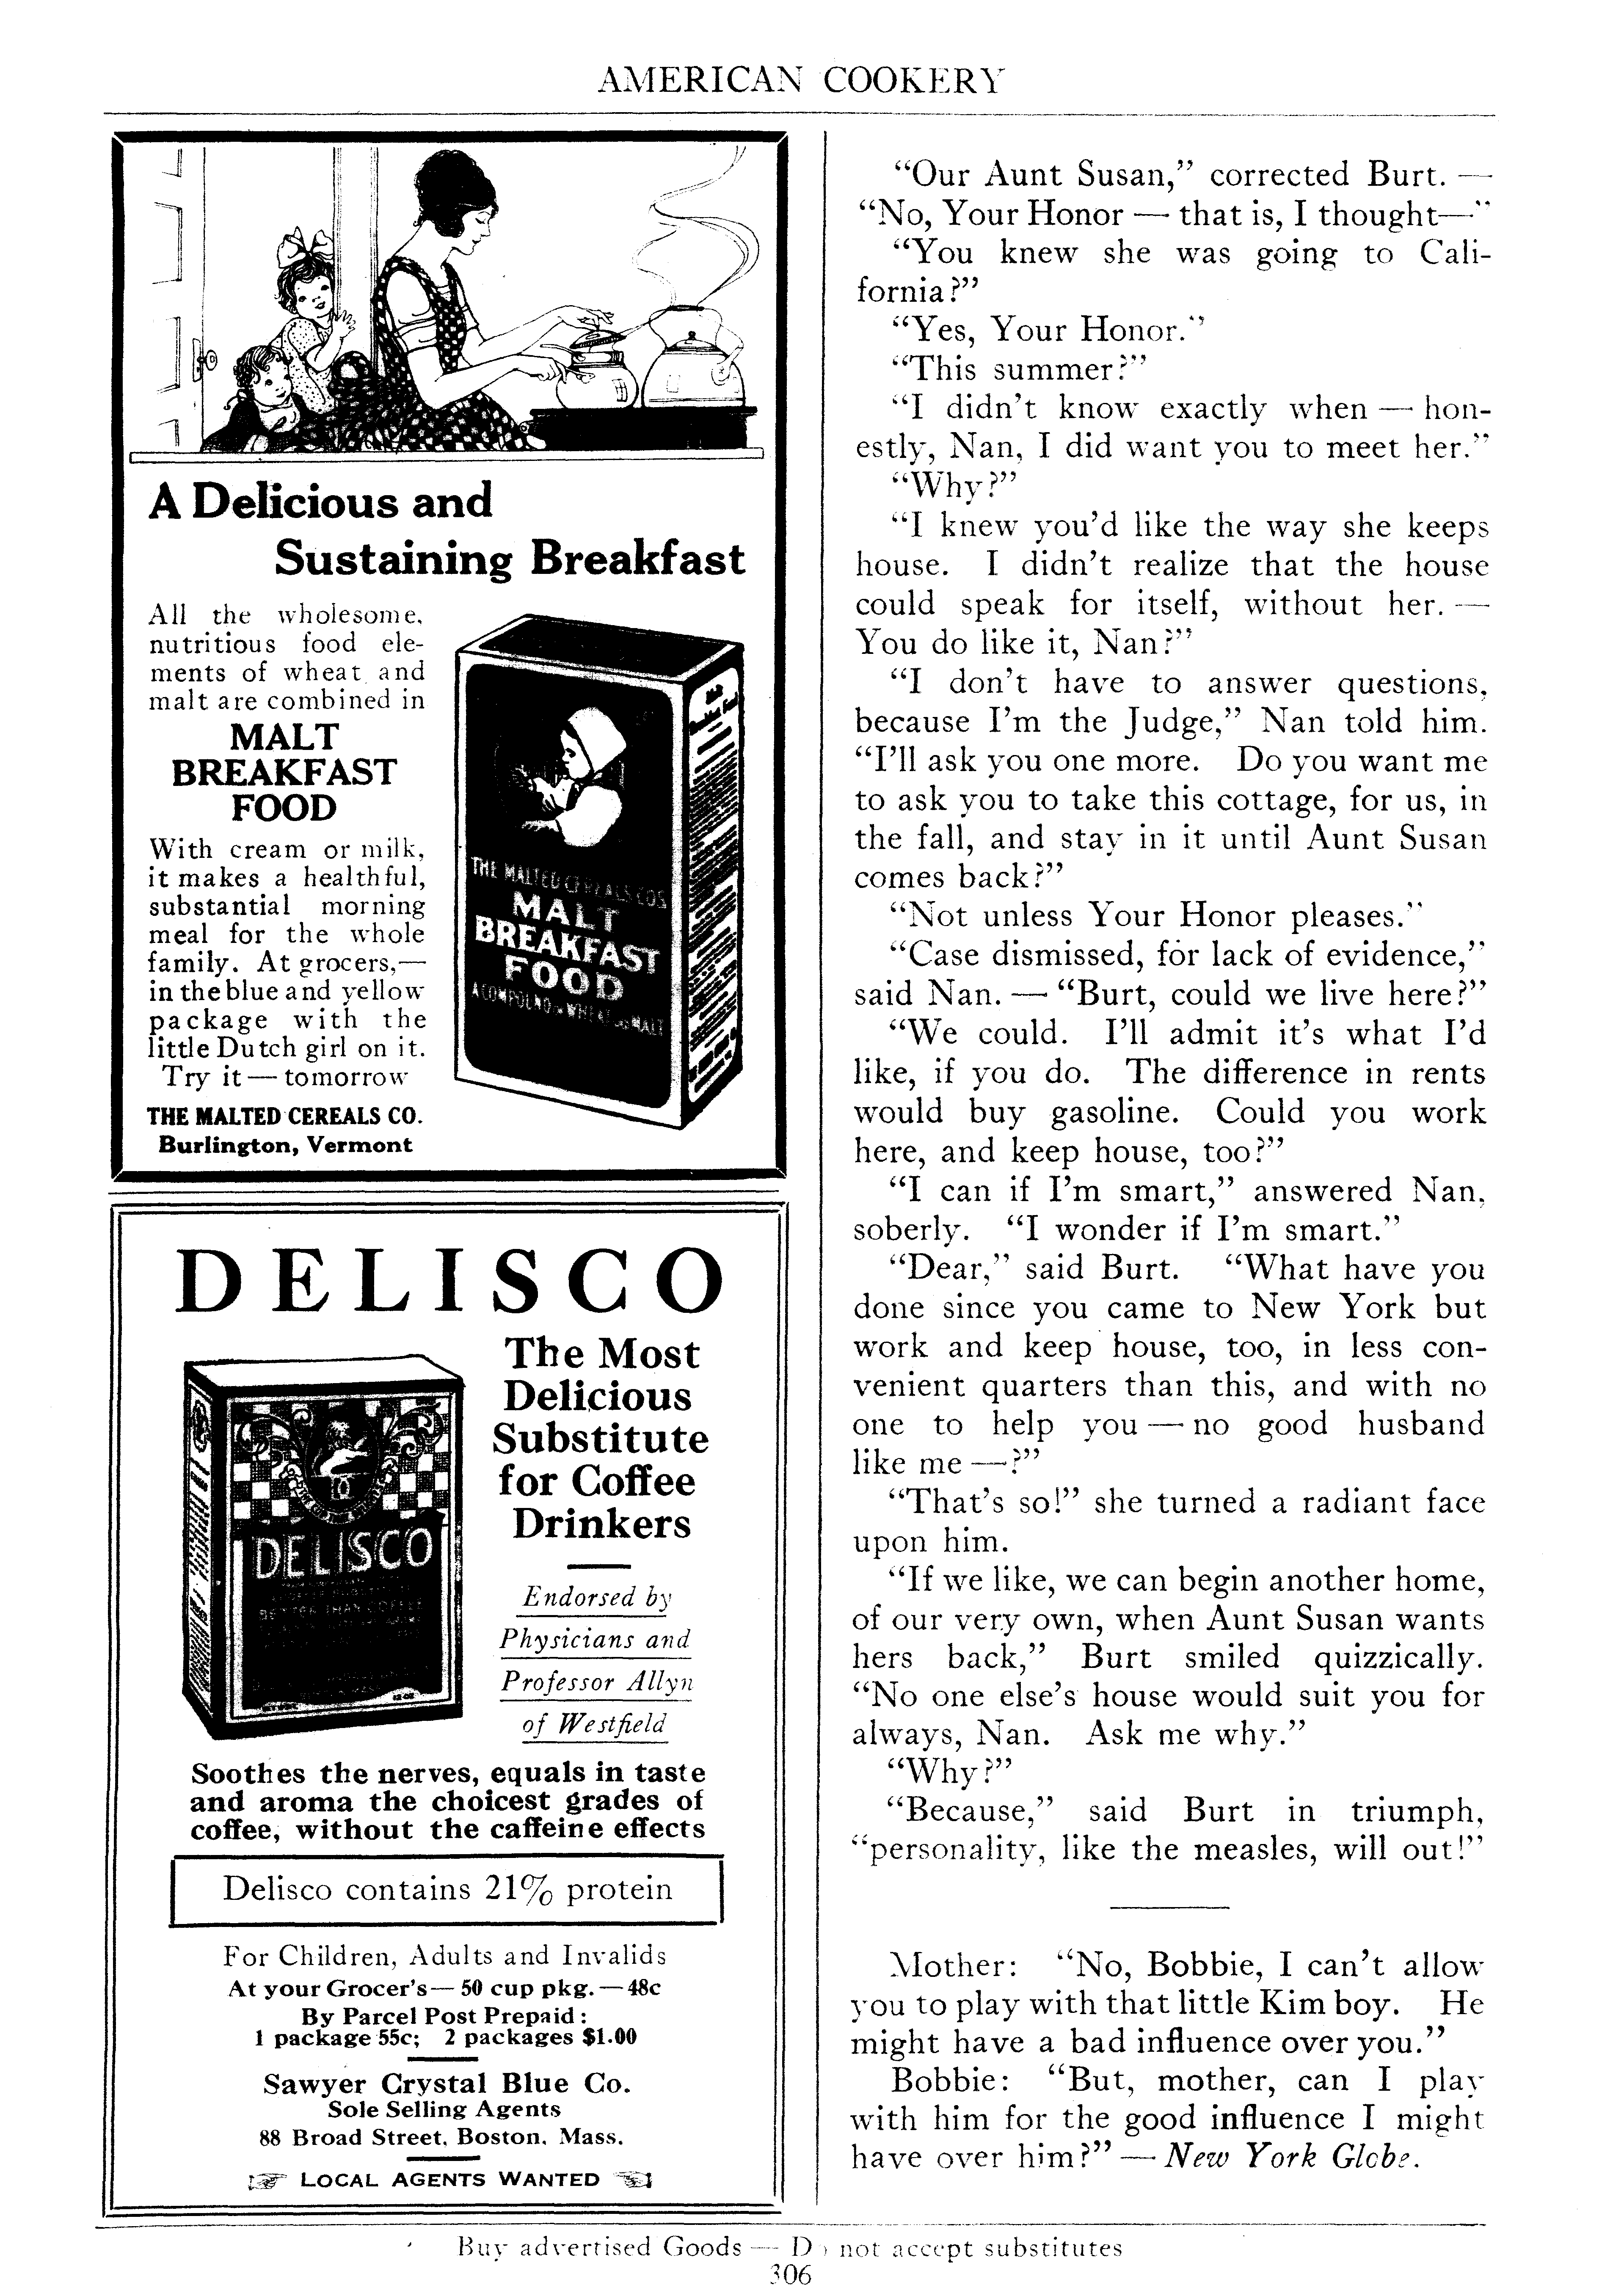 AMERICAN COOKERY
A Delicious and
Sustaining Breakfast
All the wholesome,
nutritious food ele-
ments of wheat and
malt are combined in
MALT
BREAKFAST
FOOD
With cream or milk,
it makes a healthful,
substantial morning
meal for the whole
family. At grocers,—
in the blue and yellow
package with the
little Dutch girl on it.
Try it — tomorrow
THE MALTED CEREALS CO.
Burlington, Vermont
Malt
Breakfast Food
THE MALTED CEREALS COS
MALT
BREAKFAST
FOOD
A COMPOUND OF WHEAT AND MALT
DELISCO
The Most
Delicious
Substitute
for Coffee
Drinkers
DELISCO
BETTER THAN COFFEE
Endorsed by
Physicians and
Professor Allyn
of Westfield
Soothes the nerves, equals in taste
and aroma the choicest grades of
coffee, without the caffeine effects
Delisco contains 21% protein
For Children, Adults and Invalids
At your Grocer's — 50 cup pkg. — 48c
By Parcel Post Prepaid:
1 package 55c; 2 packages $1.00
Sawyer Crystal Blue Co.
Sole Selling Agents
88 Broad Street, Boston, Mass.
LOCAL AGENTS WANTED
"Our Aunt Susan," corrected Burt. —
"No, Your Honor — that is, I thought—"
"You knew she was going to Cali-
fornia?"
"Yes, Your Honor."
"This summer?"
"I didn't know exactly when — hon-
estly, Nan, I did want you to meet her."
"Why?"
"I knew you'd like the way she keeps
house. I didn't realize that the house
could speak for itself, without her. —
You do like it, Nan?"
"I don't have to answer questions,
because I'm the Judge," Nan told him.
"I'll ask you one more. Do you want me
to ask you to take this cottage, for us, in
the fall, and stay in it until Aunt Susan
comes back?"
"Not unless Your Honor pleases."
"Case dismissed, for lack of evidence,"
said Nan. — "Burt, could we live here?"
"We could. I'll admit it's what I'd
like, if you do. The difference in rents
would buy gasoline. Could you work
here, and keep house, too?"
"I can if I'm smart," answered Nan,
soberly. "I wonder if I'm smart."
"Dear," said Burt. "What have you
done since you came to New York but
work and keep house, too, in less con-
venient quarters than this, and with no
one to help you — no good husband
like me —?"
"That's so!" she turned a radiant face
upon him.
"If we like, we can begin another home,
of our very own, when Aunt Susan wants
hers back," Burt smiled quizzically.
"No one else's house would suit you for
always, Nan. Ask me why."
"Why?"
"Because," said Burt in triumph,
"personality, like the measles, will out!"
Mother: "No, Bobbie, I can't allow
you to play with that little Kim boy. He
might have a bad influence over you."
Bobbie: "But, mother, can I play
with him for the good influence I might
have over him?" — New York Globe.
Buy advertised Goods — Do not accept substitutes
306